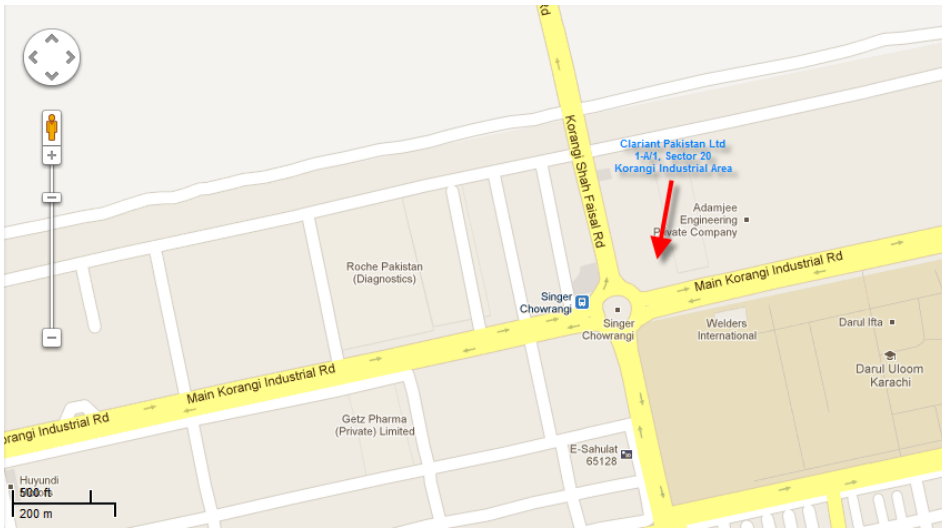 Rd
Korangi Shah Faisal Rd
Clariant Pakistan Ltd
1-A/1, Sector 20
Korangi Industrial Area
Adamjee
Engineering
Private Company
Roche Pakistan
(Diagnostics)
Main Korangi Industrial Rd
Singer
Chowrangi
Singer
Chowrangi
Welders
International
Darul Ifta
Darul Uloom
Karachi
Main Korangi Industrial Rd
orangi Industrial Rd
Getz Pharma
(Private) Limited
E-Sahulat
65128
Huyundi
500 ft
200 m